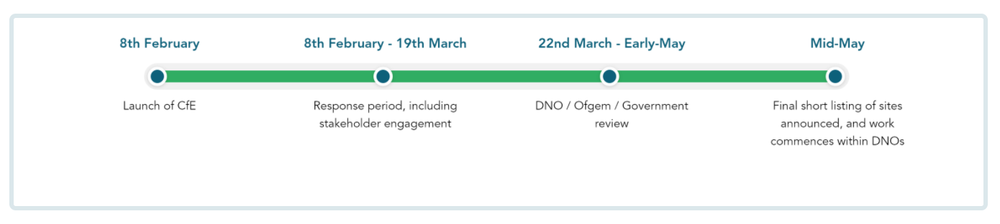 8th February
Launch of CfE
8th February - 19th March
Response period, including
stakeholder engagement
22nd March - Early-May
DNO / Ofgem / Government
review
Mid-May
Final short listing of sites
announced, and work
commences within DNOs